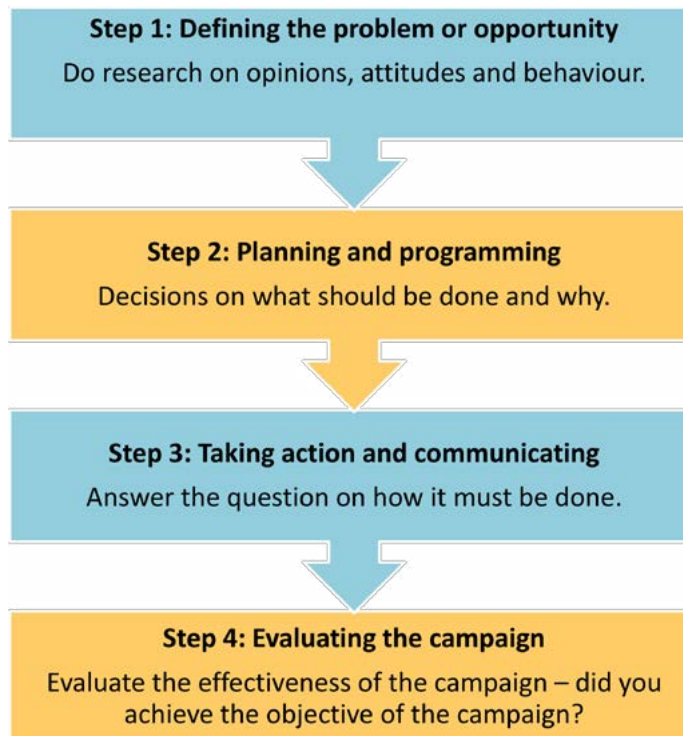 Step 1: Defining the problem or opportunity
Do research on opinions, attitudes and behaviour.
Step 2: Planning and programming
Decisions on what should be done and why.
Step 3: Taking action and communicating
Answer the question on how it must be done.
Step 4: Evaluating the campaign
Evaluate the effectiveness of the campaign – did you
achieve the objective of the campaign?